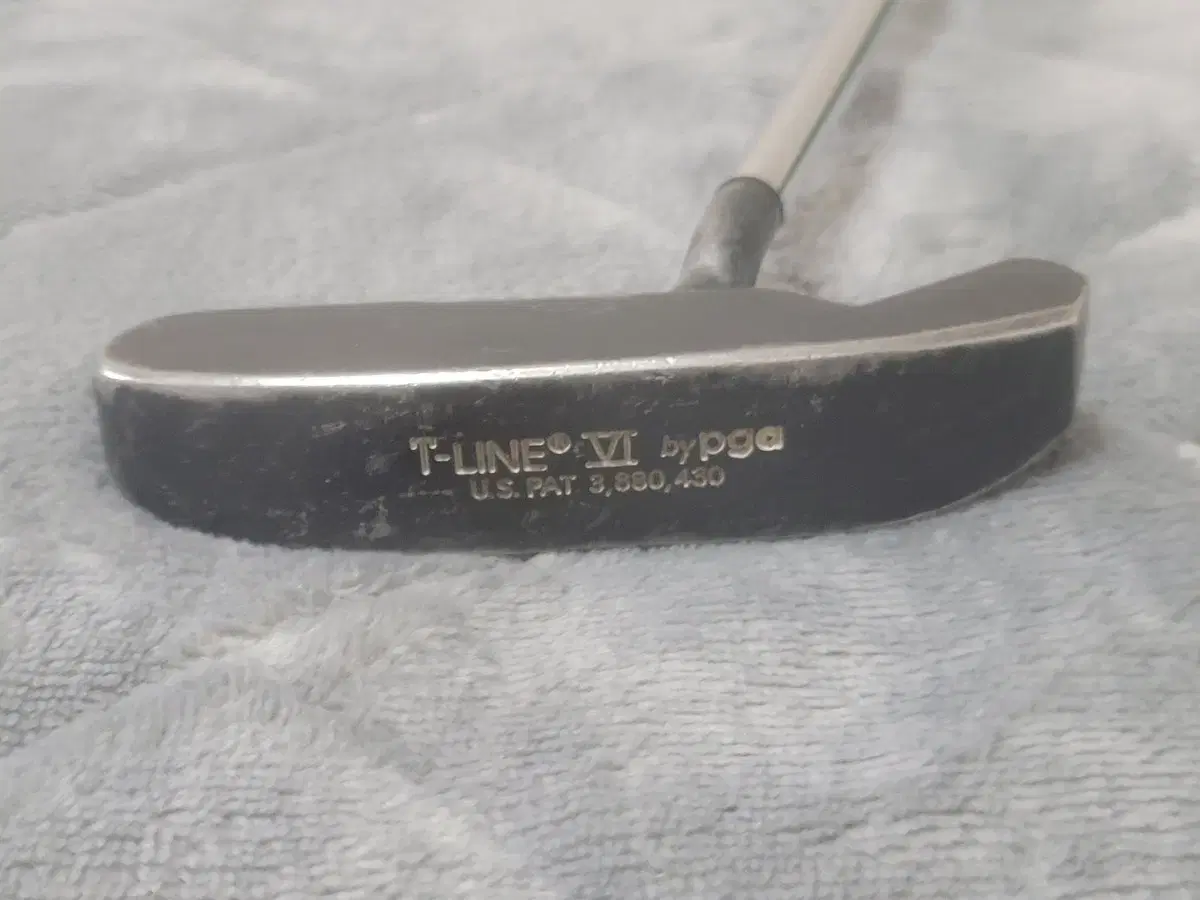 T-LINE® VI by pga
U.S. PAT 3,880,430